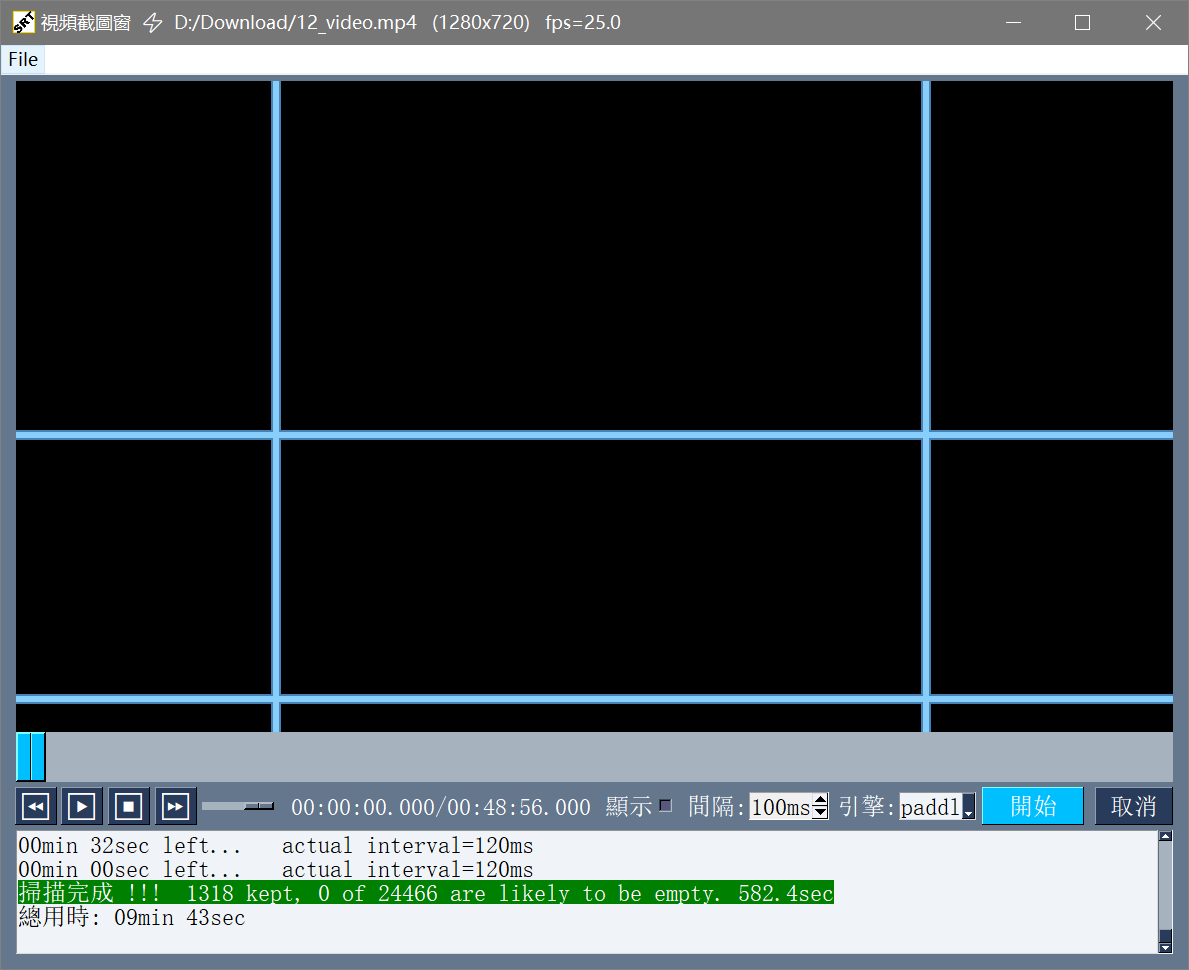 SRT 視頻截圖窗 ⚡ D:/Download/12_video.mp4 (1280x720) fps=25.0
File
00:00:00.000/00:48:56.000 顯示 間隔: 100ms 引擎: paddl 開始 取消
00min 32sec left... actual interval=120ms
00min 00sec left... actual interval=120ms
掃描完成 !!! 1318 kept, 0 of 24466 are likely to be empty. 582.4sec
總用時: 09min 43sec